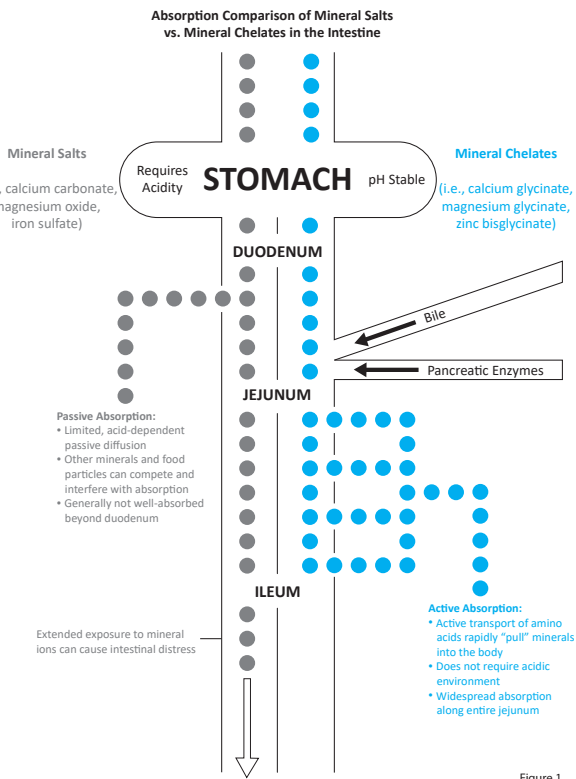 Absorption Comparison of Mineral Salts
vs. Mineral Chelates in the Intestine
Mineral Salts
, calcium carbonate,
magnesium oxide,
iron sulfate)
Requires
Acidity
STOMACH
pH Stable
Mineral Chelates
(i.e., calcium glycinate,
magnesium glycinate,
zinc bisglycinate)
DUODENUM
Bile
Pancreatic Enzymes
JEJUNUM
Passive Absorption:
• Limited, acid-dependent
passive diffusion
• Other minerals and food
particles can compete and
interfere with absorption
• Generally not well-absorbed
beyond duodenum
ILEUM
Extended exposure to mineral
ions can cause intestinal distress
Active Absorption:
• Active transport of amino
acids rapidly “pull” minerals
into the body
• Does not require acidic
environment
• Widespread absorption
along entire jejunum
Figure 1